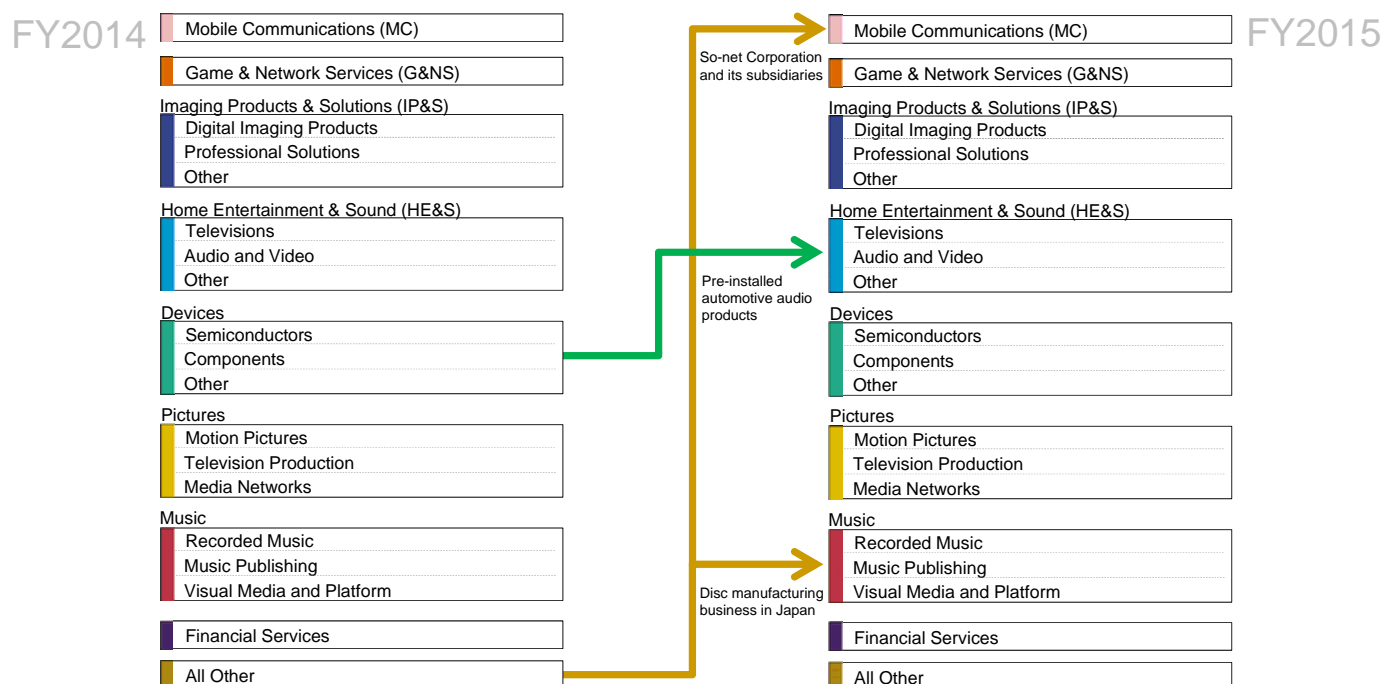 FY2014
Mobile Communications (MC)
Game & Network Services (G&NS)
Imaging Products & Solutions (IP&S)
Digital Imaging Products
Professional Solutions
Other
Home Entertainment & Sound (HE&S)
Televisions
Audio and Video
Other
Devices
Semiconductors
Components
Other
Pictures
Motion Pictures
Television Production
Media Networks
Music
Recorded Music
Music Publishing
Visual Media and Platform
Financial Services
All Other
So-net Corporation
and its subsidiaries
Pre-installed
automotive audio
products
Disc manufacturing
business in Japan
FY2015
Mobile Communications (MC)
Game & Network Services (G&NS)
Imaging Products & Solutions (IP&S)
Digital Imaging Products
Professional Solutions
Other
Home Entertainment & Sound (HE&S)
Televisions
Audio and Video
Other
Devices
Semiconductors
Components
Other
Pictures
Motion Pictures
Television Production
Media Networks
Music
Recorded Music
Music Publishing
Visual Media and Platform
Financial Services
All Other